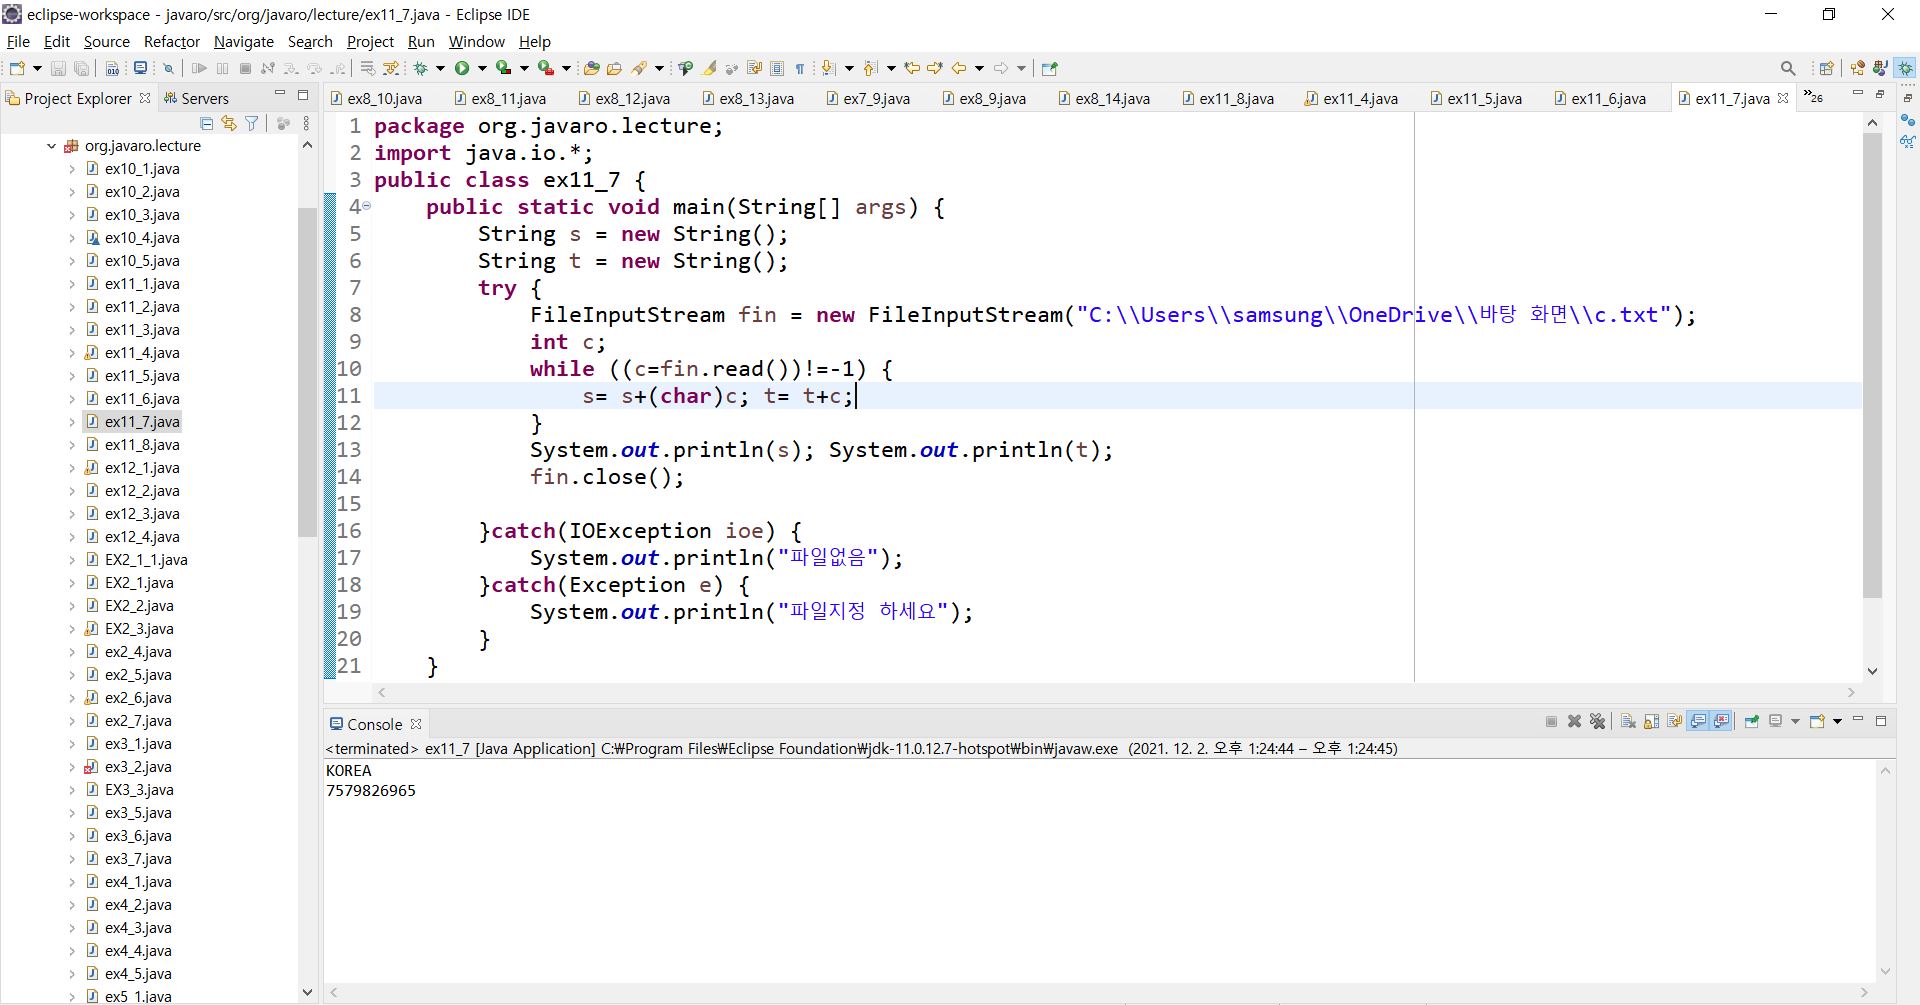 eclipse-workspace - javaro/src/org/javaro/lecture/ex11_7.java - Eclipse IDE
File Edit Source Refactor Navigate Search Project Run Window Help
Project Explorer Servers
ex8_10.java ex8_11.java ex8_12.java ex8_13.java ex7_9.java ex8_9.java ex8_14.java ex11_8.java ex11_4.java ex11_5.java ex11_6.java ex11_7.java »26
org.javaro.lecture
ex10_1.java
ex10_2.java
ex10_3.java
ex10_4.java
ex10_5.java
ex11_1.java
ex11_2.java
ex11_3.java
ex11_4.java
ex11_5.java
ex11_6.java
ex11_7.java
ex11_8.java
ex12_1.java
ex12_2.java
ex12_3.java
ex12_4.java
EX2_1_1.java
EX2_1.java
EX2_2.java
EX2_3.java
ex2_4.java
ex2_5.java
ex2_6.java
ex2_7.java
ex3_1.java
ex3_2.java
EX3_3.java
ex3_5.java
ex3_6.java
ex3_7.java
ex4_1.java
ex4_2.java
ex4_3.java
ex4_4.java
ex4_5.java
ex5_1.java
1 package org.javaro.lecture;
2 import java.io.*;
3 public class ex11_7 {
4     public static void main(String[] args) {
5         String s = new String();
6         String t = new String();
7         try {
8             FileInputStream fin = new FileInputStream("C:\\Users\\samsung\\OneDrive\\바탕 화면\\c.txt");
9             int c;
10             while ((c=fin.read())!=-1) {
11                 s= s+(char)c; t= t+c;
12             }
13             System.out.println(s); System.out.println(t);
14             fin.close();
15
16         }catch(IOException ioe) {
17             System.out.println("파일없음");
18         }catch(Exception e) {
19             System.out.println("파일지정 하세요");
20         }
21     }
Console
<terminated> ex11_7 [Java Application] C:₩Program Files₩Eclipse Foundation₩jdk-11.0.12.7-hotspot₩bin₩javaw.exe (2021. 12. 2. 오후 1:24:44 – 오후 1:24:45)
KOREA
7579826965